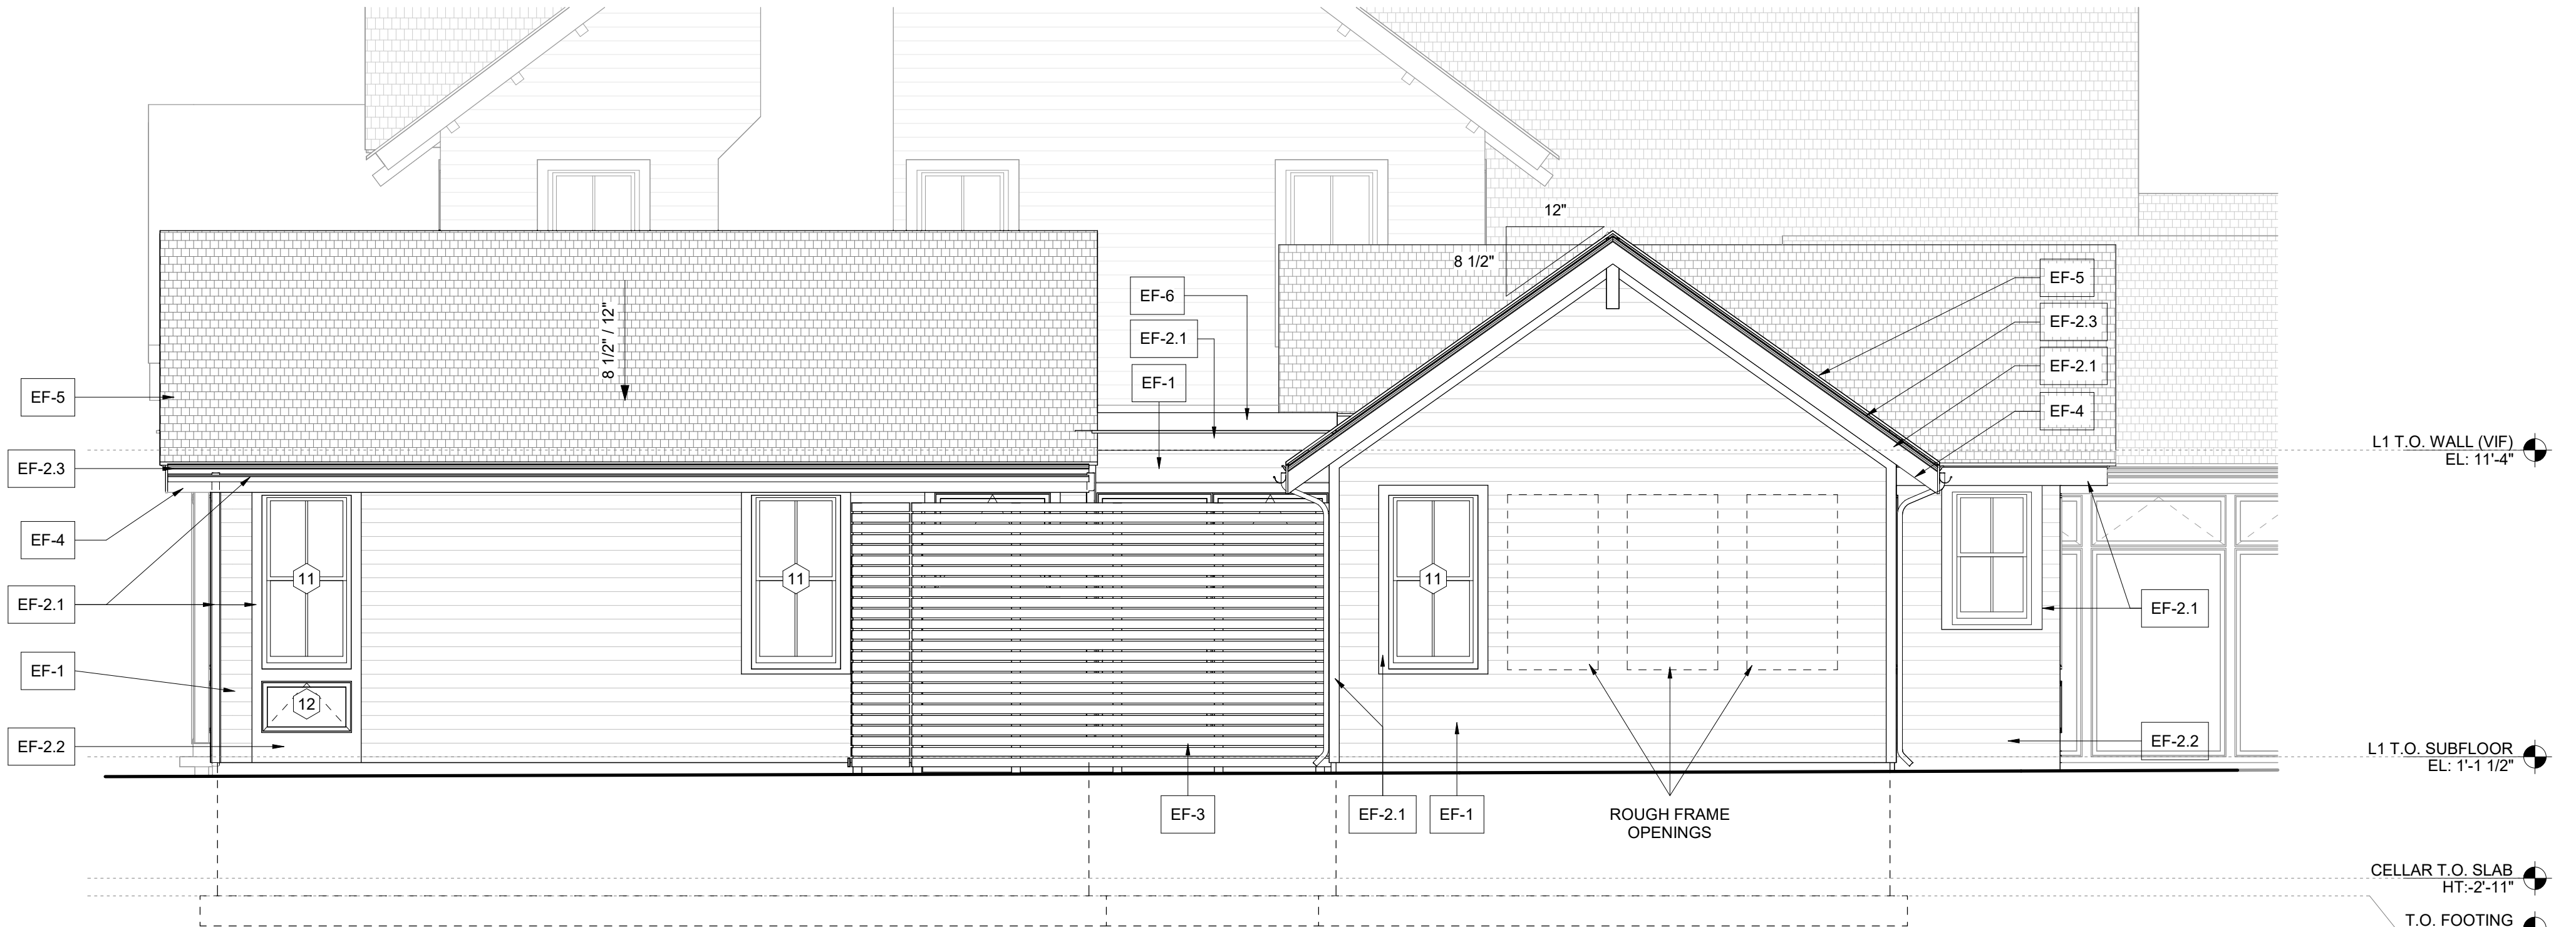 12"
8 1/2"
8 1/2" / 12"
EF-6
EF-2.1
EF-1
EF-5
EF-2.3
EF-2.1
EF-4
EF-5
EF-2.3
EF-4
EF-2.1
EF-1
EF-2.2
11
12
11
11
L1 T.O. WALL (VIF)
EL: 11'-4"
EF-2.1
EF-2.2
L1 T.O. SUBFLOOR
EL: 1'-1 1/2"
EF-3
EF-2.1
EF-1
ROUGH FRAME
OPENINGS
CELLAR T.O. SLAB
HT:-2'-11"
T.O. FOOTING